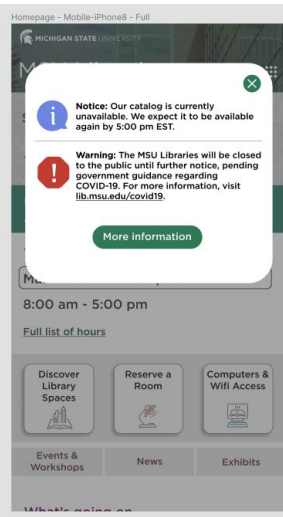 Homepage - Mobile-iPhone8 - Full
MICHIGAN STATE UNIVERSITY
Notice: Our catalog is currently
unavailable. We expect it to be available
again by 5:00 pm EST.
Warning: The MSU Libraries will be closed
to the public until further notice, pending
government guidance regarding
COVID-19. For more information, visit
lib.msu.edu/covid19.
More information
8:00 am - 5:00 pm
Full list of hours
Discover
Library
Spaces
Reserve a
Room
Computers &
Wifi Access
Events &
Workshops
News
Exhibits
What's going on